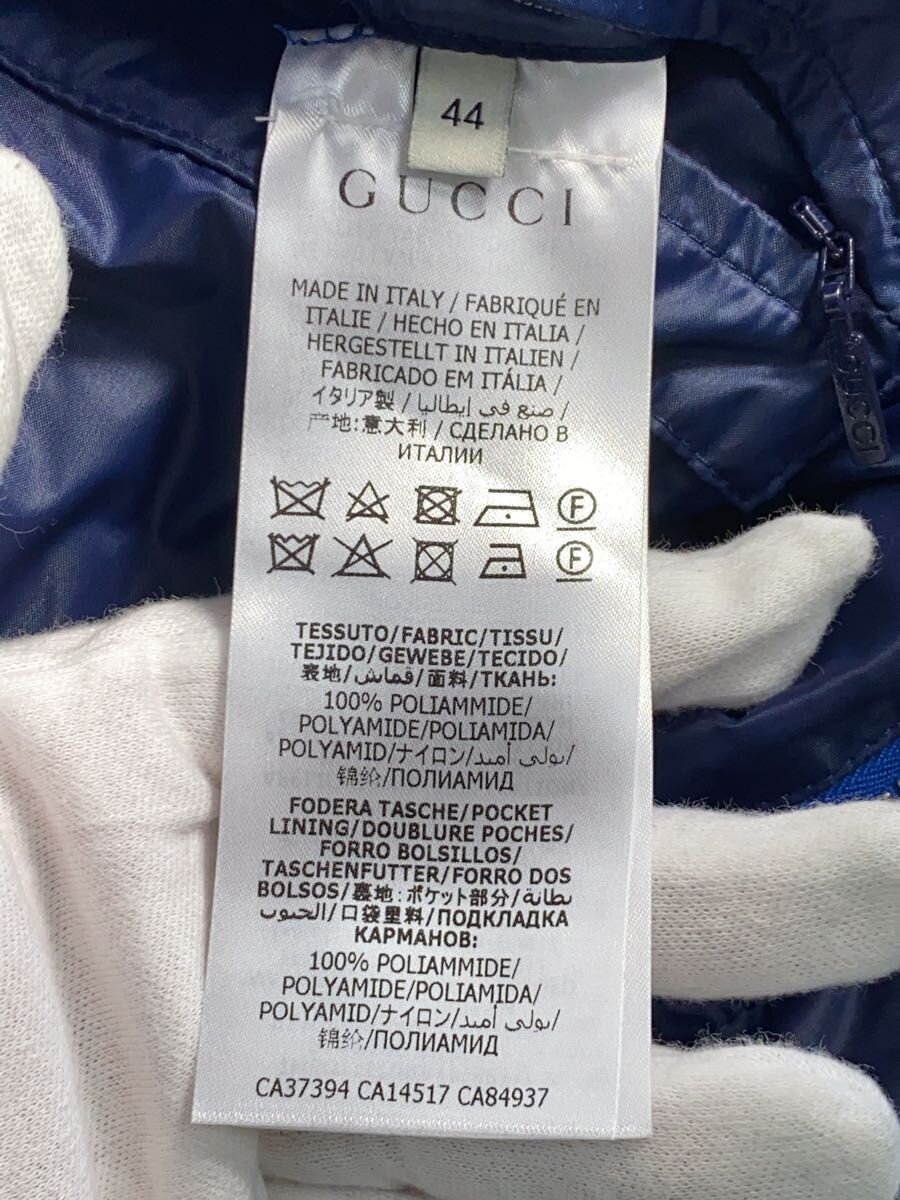 44
GUCCI
MADE IN ITALY / FABRIQUÉ EN
ITALIE / HECHO EN ITALIA /
HERGESTELLT IN ITALIEN /
FABRICADO EM ITÁLIA /
イタリア製 / صنع في إيطاليا /
产地:意大利 / СДЕЛАНО В
ИТАЛИИ
F
F
TESSUTO/FABRIC/TISSU/
TEJIDO/GEWEBE/TECIDO/
表地/قماش/面料/ТКАНЬ:
100% POLIAMMIDE/
POLYAMIDE/POLIAMIDA/
POLYAMID/ナイロン/بولي أميد/
锦纶/ПОЛИАМИД
FODERA TASCHE/POCKET
LINING/DOUBLURE POCHES/
FORRO BOLSILLOS/
TASCHENFUTTER/FORRO DOS
BOLSOS/裏地:ポケット部分/بطانة
الجيوب/口袋里料/ПОДКЛАДКА
КАРМАНОВ:
100% POLIAMMIDE/
POLYAMIDE/POLIAMIDA/
POLYAMID/ナイロン/بولي أميد/
锦纶/ПОЛИАМИД
CA37394 CA14517 CA84937
GUCCI